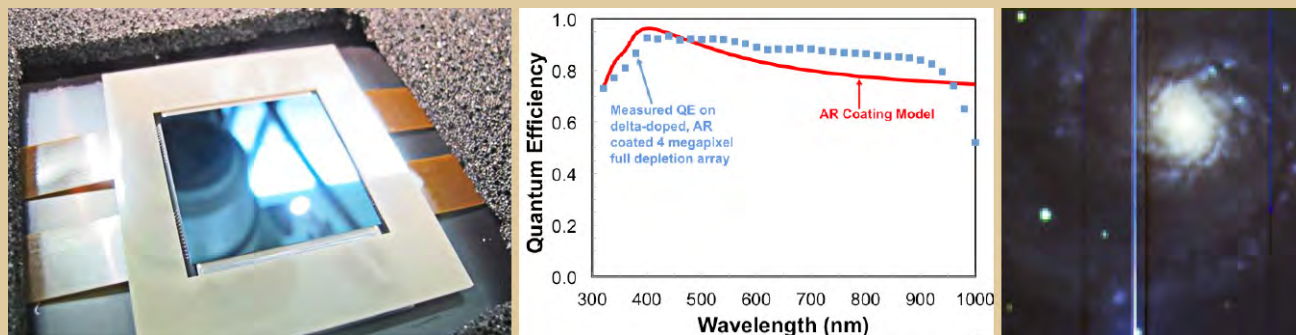 1.0
0.8
0.6
0.4
0.2
0.0
Quantum Efficiency
Measured QE on
delta-doped, AR
coated 4 megapixel
full depletion array
AR Coating Model
300 400 500 600 700 800 900 1000
Wavelength (nm)